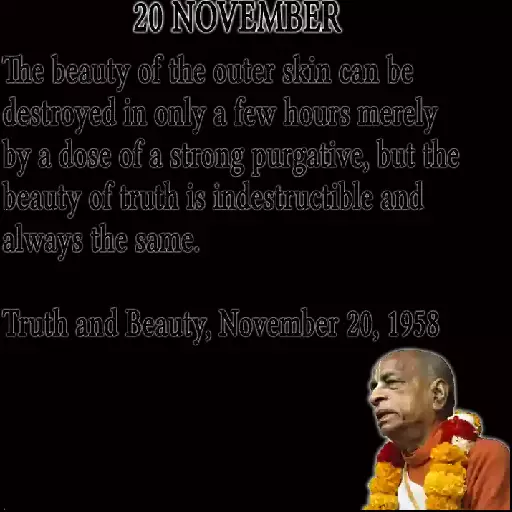 20 NOVEMBER
The beauty of the outer skin can be
destroyed in only a few hours merely
by a dose of a strong purgative, but the
beauty of truth is indestructible and
always the same.
Truth and Beauty, November 20, 1958